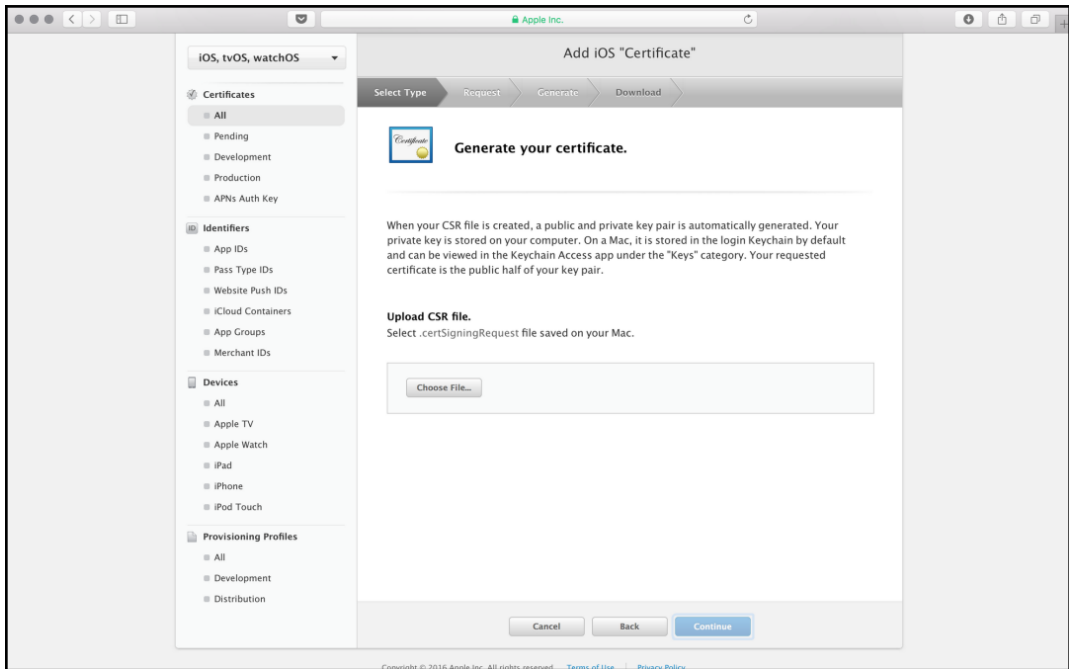 Apple Inc.
iOS, tvOS, watchOS
Certificates
All
Pending
Development
Production
APNs Auth Key
ID Identifiers
App IDs
Pass Type IDs
Website Push IDs
iCloud Containers
App Groups
Merchant IDs
Devices
All
Apple TV
Apple Watch
iPad
iPhone
iPod Touch
Provisioning Profiles
All
Development
Distribution
Add iOS "Certificate"
Select Type Request Generate Download
Certificate
Generate your certificate.
When your CSR file is created, a public and private key pair is automatically generated. Your
private key is stored on your computer. On a Mac, it is stored in the login Keychain by default
and can be viewed in the Keychain Access app under the "Keys" category. Your requested
certificate is the public half of your key pair.
Upload CSR file.
Select .certSigningRequest file saved on your Mac.
Choose File...
Cancel Back Continue
Copyright © 2016 Apple Inc. All rights reserved. Terms of Use | Privacy Policy